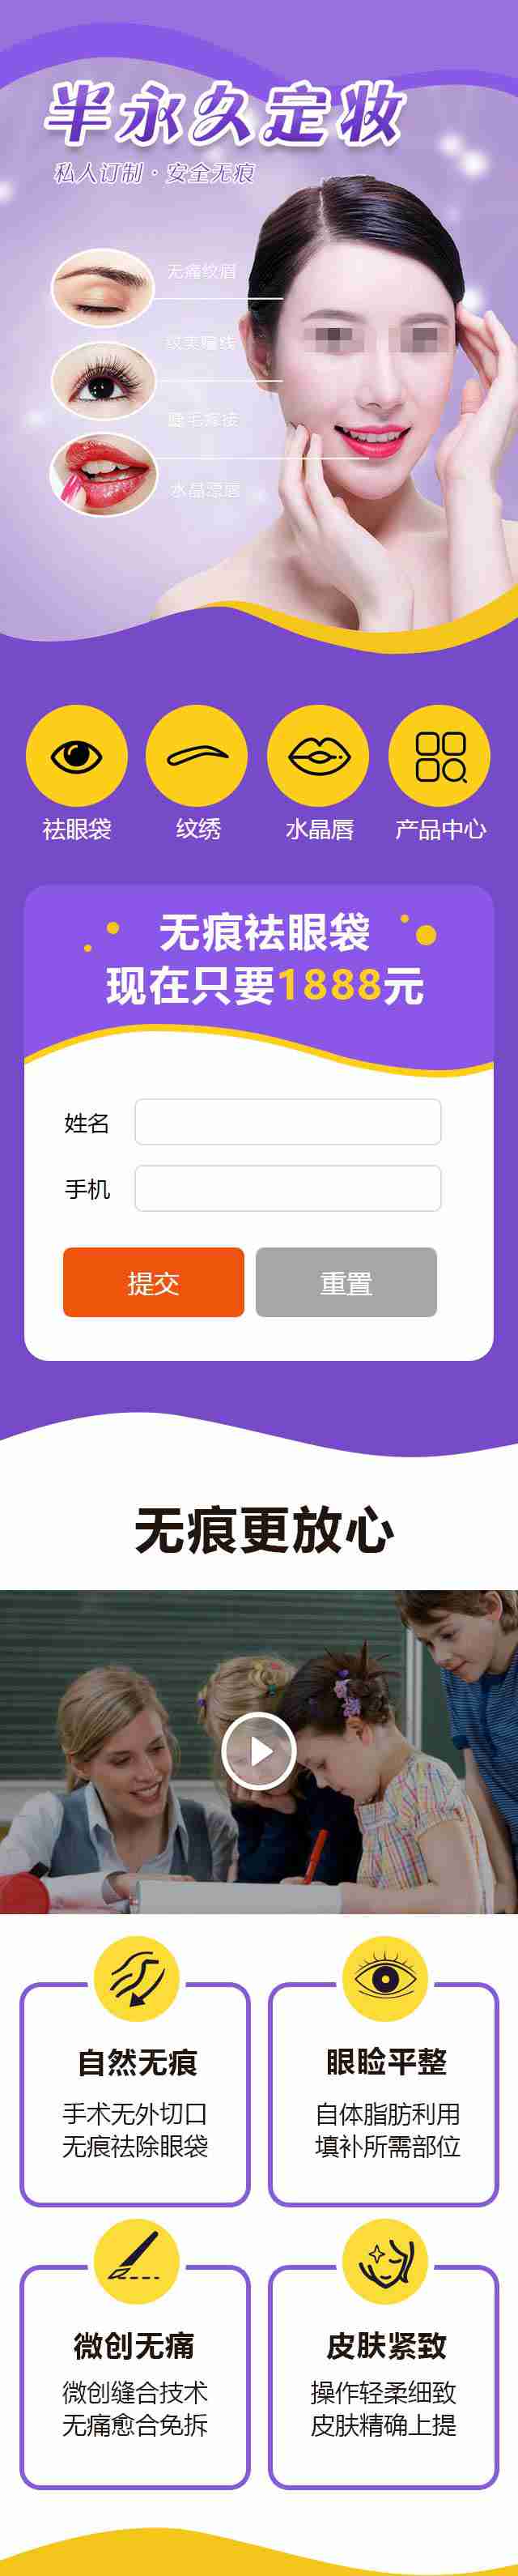 半永久定妆
私人订制·安全无痕
无痛纹眉
纹美瞳线
睫毛嫁接
水晶漂唇
祛眼袋
纹绣
水晶唇
产品中心
无痕祛眼袋
现在只要1888元
姓名
手机
提交
重置
无痕更放心
自然无痕
手术无外切口
无痕祛除眼袋
眼睑平整
自体脂肪利用
填补所需部位
微创无痛
微创缝合技术
无痛愈合免拆
皮肤紧致
操作轻柔细致
皮肤精确上提